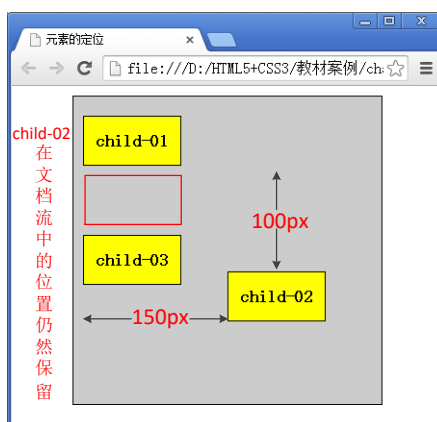 元素的定位
file:///D:/HTML5+CSS3/教材案例/cha
child-02
在
文
档
流
中
的
位
置
仍
然
保
留
child-01
100px
child-03
child-02
150px